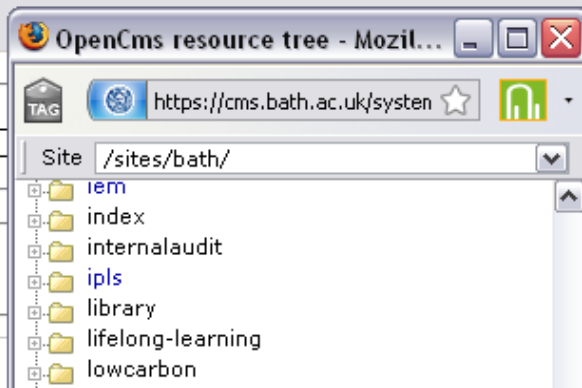 OpenCms resource tree - Mozil...
TAG
https://cms.bath.ac.uk/system
Site /sites/bath/
iem
index
internalaudit
ipls
library
lifelong-learning
lowcarbon